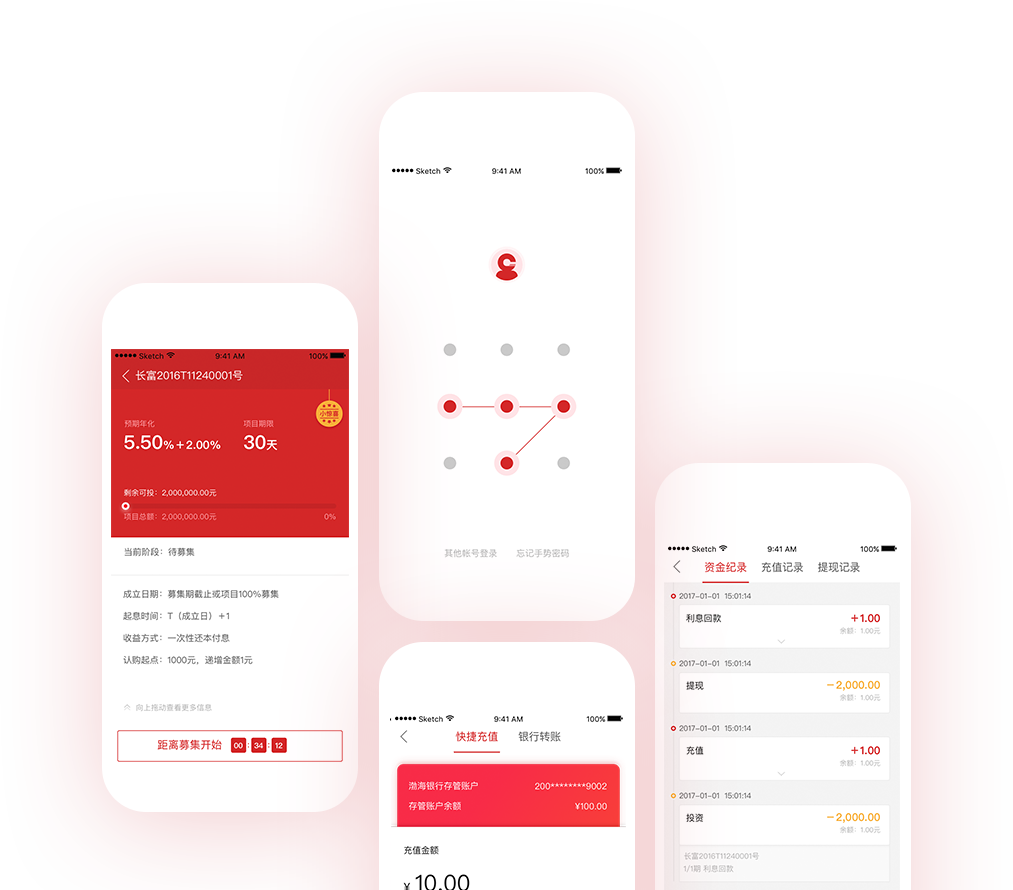 Sketch 9:41 AM 100%
其他帐号登录 忘记手势密码
Sketch 9:41 AM 100%
长富2016T11240001号
小惊喜
预期年化 项目期限
5.50%+2.00% 30天
剩余可投：2,000,000.00元
项目总额：2,000,000.00元 0%
当前阶段：待募集
成立日期：募集期截止或项目100%募集
起息时间：T（成立日）+1
收益方式：一次性还本付息
认购起点：1000元，递增金额1元
向上拖动查看更多信息
距离募集开始 00:34:12
Sketch 9:41 AM 100%
快捷充值 银行转账
渤海银行存管账户 200********9002
存管账户余额 ¥100.00
充值金额
¥ 10.00
Sketch 9:41 AM 100%
资金纪录 充值记录 提现记录
2017-01-01 15:01:14
利息回款 +1.00
余额：1.00元
2017-01-01 15:01:14
提现 -2,000.00
余额：1.00元
2017-01-01 15:01:14
充值 +1.00
余额：1.00元
2017-01-01 15:01:14
投资 -2,000.00
余额：1.00元
长富2016T11240001号
1/1期 利息回款